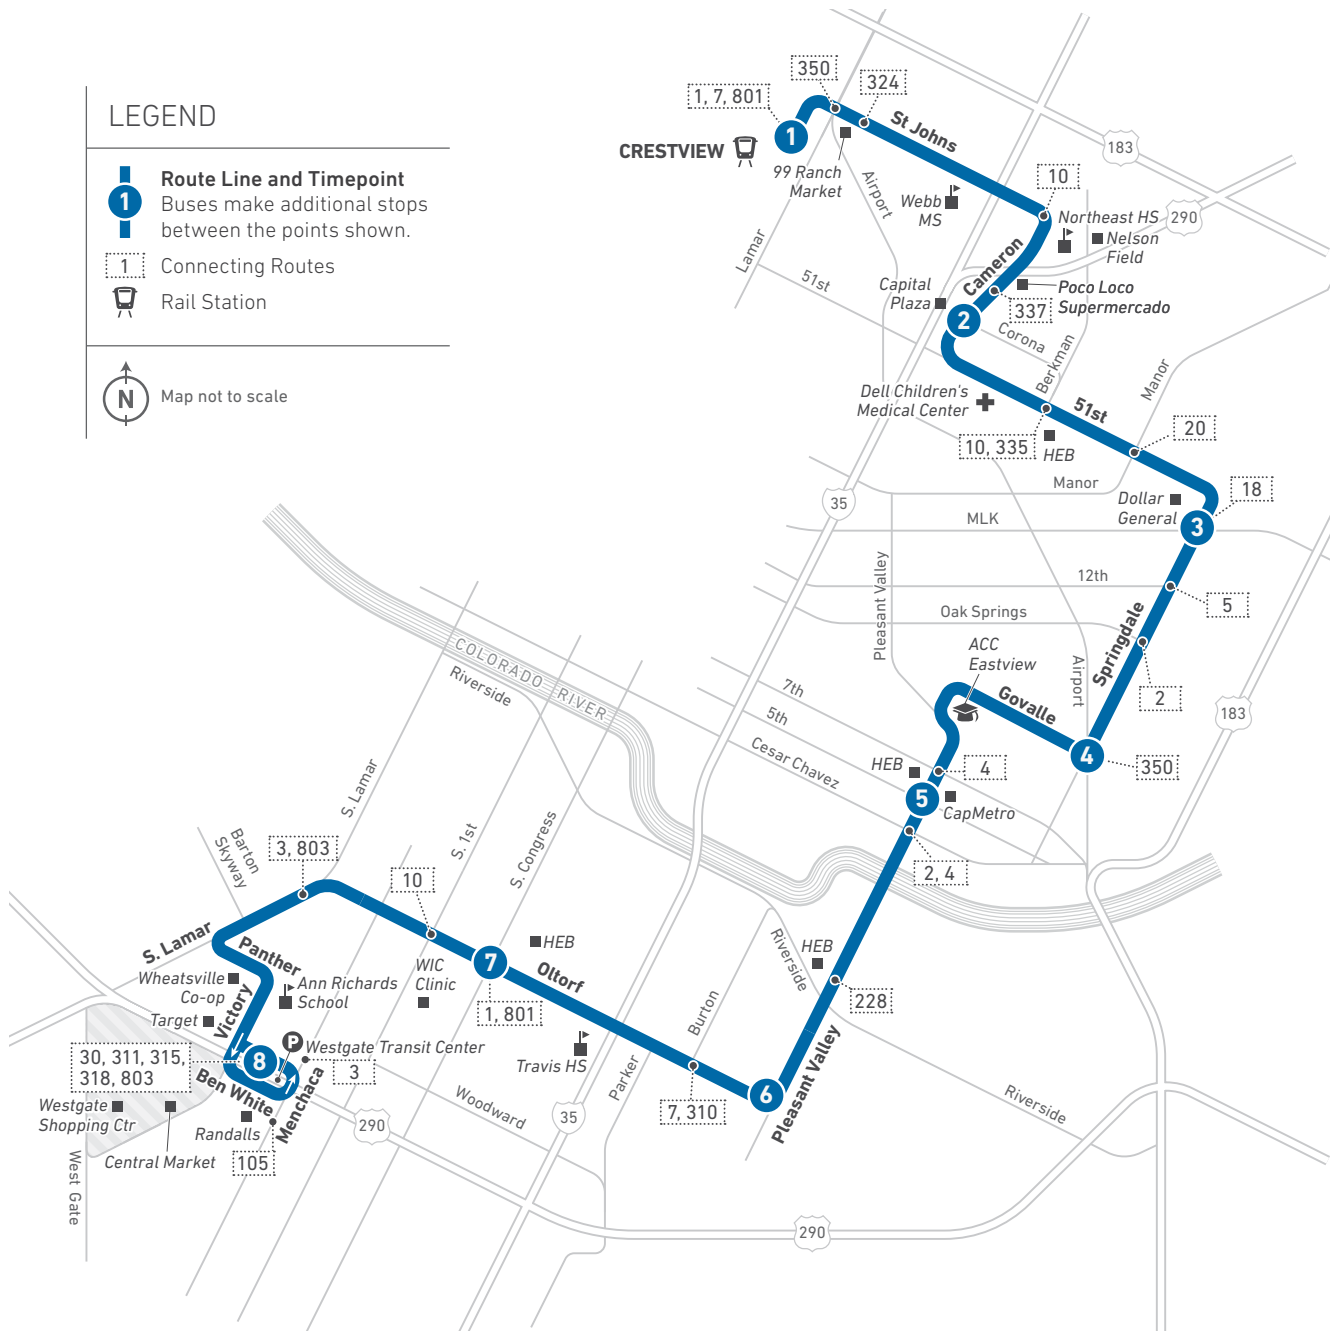 LEGEND
1
Route Line and Timepoint
Buses make additional stops
between the points shown.
1
Connecting Routes
Rail Station
N
Map not to scale
350
324
1, 7, 801
1
CRESTVIEW
St Johns
99 Ranch
Market
Airport
Webb
MS
10
183
Northeast HS
290
Nelson
Field
Lamar
51st
Cameron
Capital
Plaza
Poco Loco
Supermercado
337
2
Corona
Berkman
Manor
Dell Children's
Medical Center
51st
10, 335
HEB
20
Manor
Dollar
General
18
35
MLK
3
Pleasant Valley
12th
5
Oak Springs
Springdale
ACC
Eastview
Airport
2
COLORADO RIVER
Riverside
7th
5th
Cesar Chavez
Govalle
183
4
350
HEB
4
5
CapMetro
S. Lamar
S. 1st
S. Congress
Barton
Skyway
3, 803
10
2, 4
S. Lamar
Panther
HEB
WIC
Clinic
7
Oltorf
Riverside
HEB
Wheatsville
Co-op
Ann Richards
School
Victory
Target
1, 801
Burton
228
P
Westgate Transit Center
8
30, 311, 315,
318, 803
3
Travis HS
Parker
Pleasant Valley
6
Ben White
Menchaca
Woodward
7, 310
Riverside
Westgate
Shopping Ctr
Randalls
290
35
Central Market
105
West Gate
290